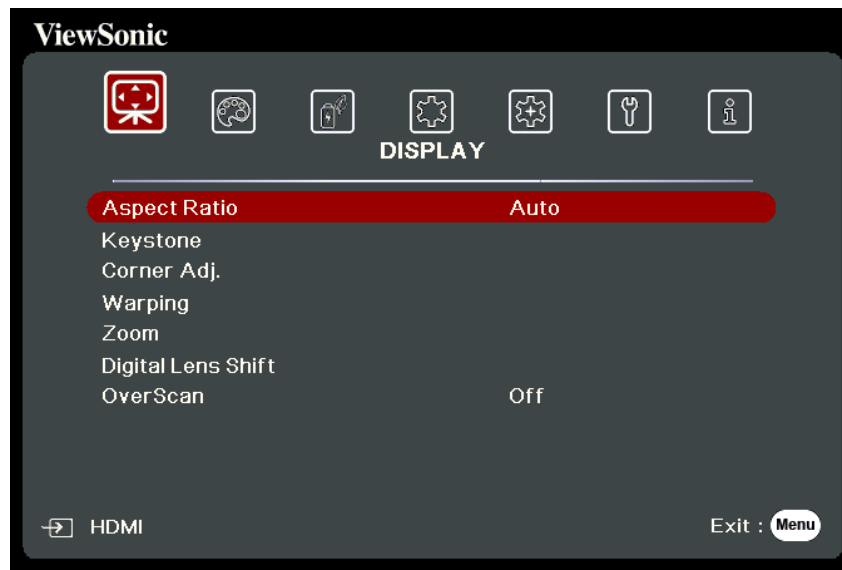 ViewSonic
DISPLAY
Aspect Ratio Auto
Keystone
Corner Adj.
Warping
Zoom
Digital Lens Shift
OverScan Off
HDMI Exit : Menu